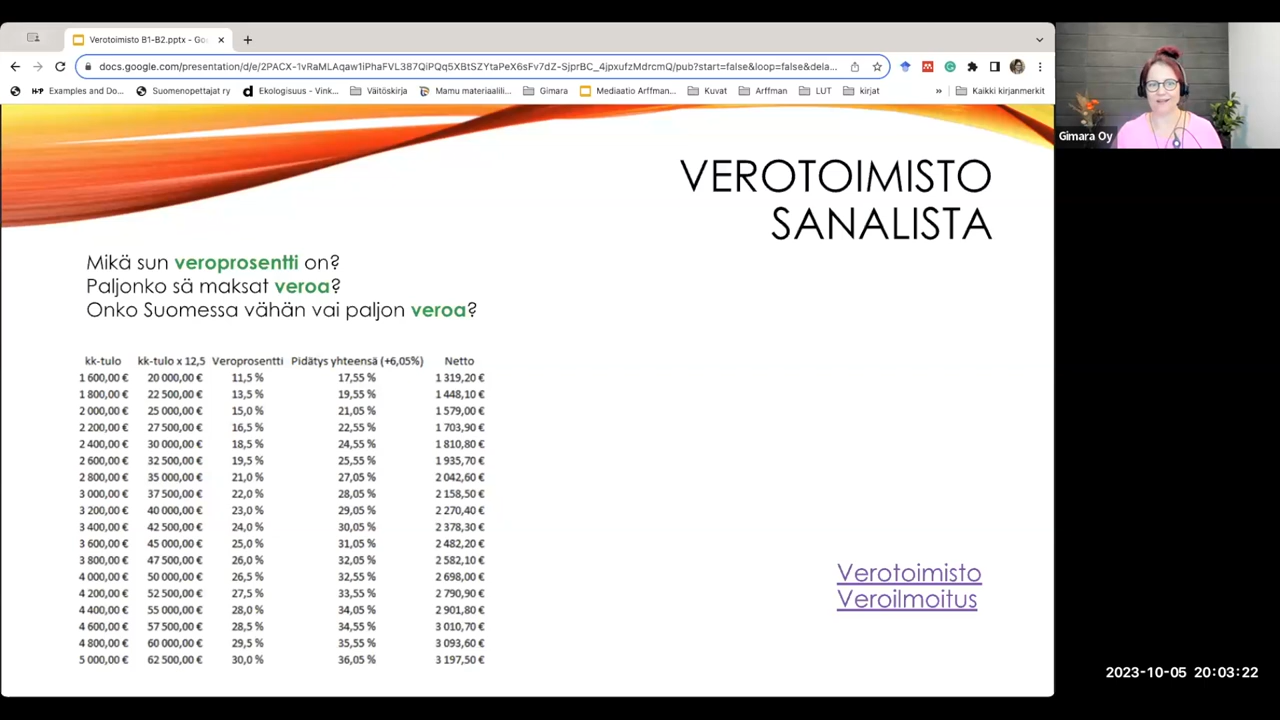 Verotoimisto B1-B2.pptx - Goo
docs.google.com/presentation/d/e/2PACX-1vRaMLAqaw1iPhaFVL387QiPQq5XBtSZYtaPeX6sFv7dZ-SjprBC_4jpxufzMdrcmQ/pub?start=false&loop=false&dela...
Examples and Do... Suomenopettajat ry Ekologisuus - Vink... Väitöskirja Mamu materiaalili... Gimara Mediaatio Arffman... Kuvat Arffman LUT kirjat » Kaikki kirjanmerkit
Gimara Oy
VEROTOIMISTO
SANALISTA
Mikä sun veroprosentti on?
Paljonko sä maksat veroa?
Onko Suomessa vähän vai paljon veroa?
kk-tulo kk-tulo x 12,5 Veroprosentti Pidätys yhteensä (+6,05%) Netto
1 600,00 € 20 000,00 € 11,5 % 17,55 % 1 319,20 €
1 800,00 € 22 500,00 € 13,5 % 19,55 % 1 448,10 €
2 000,00 € 25 000,00 € 15,0 % 21,05 % 1 579,00 €
2 200,00 € 27 500,00 € 16,5 % 22,55 % 1 703,90 €
2 400,00 € 30 000,00 € 18,5 % 24,55 % 1 810,80 €
2 600,00 € 32 500,00 € 19,5 % 25,55 % 1 935,70 €
2 800,00 € 35 000,00 € 21,0 % 27,05 % 2 042,60 €
3 000,00 € 37 500,00 € 22,0 % 28,05 % 2 158,50 €
3 200,00 € 40 000,00 € 23,0 % 29,05 % 2 270,40 €
3 400,00 € 42 500,00 € 24,0 % 30,05 % 2 378,30 €
3 600,00 € 45 000,00 € 25,0 % 31,05 % 2 482,20 €
3 800,00 € 47 500,00 € 26,0 % 32,05 % 2 582,10 €
4 000,00 € 50 000,00 € 26,5 % 32,55 % 2 698,00 €
4 200,00 € 52 500,00 € 27,5 % 33,55 % 2 790,90 €
4 400,00 € 55 000,00 € 28,0 % 34,05 % 2 901,80 €
4 600,00 € 57 500,00 € 28,5 % 34,55 % 3 010,70 €
4 800,00 € 60 000,00 € 29,5 % 35,55 % 3 093,60 €
5 000,00 € 62 500,00 € 30,0 % 36,05 % 3 197,50 €
Verotoimisto
Veroilmoitus
2023-10-05 20:03:22